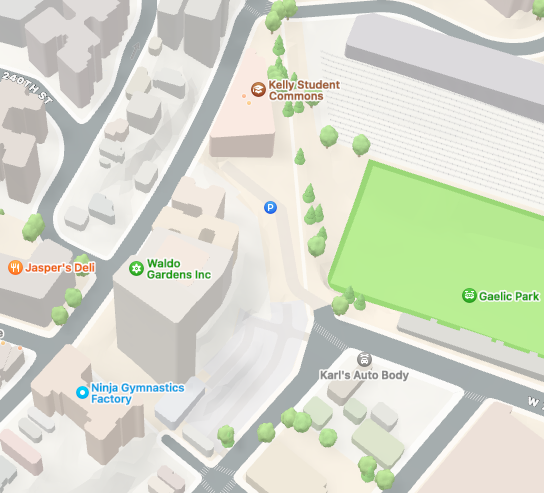 240TH ST
Kelly Student
Commons
P
Waldo
Gardens Inc
Jasper's Deli
Gaelic Park
Karl's Auto Body
Ninja Gymnastics
Factory
W